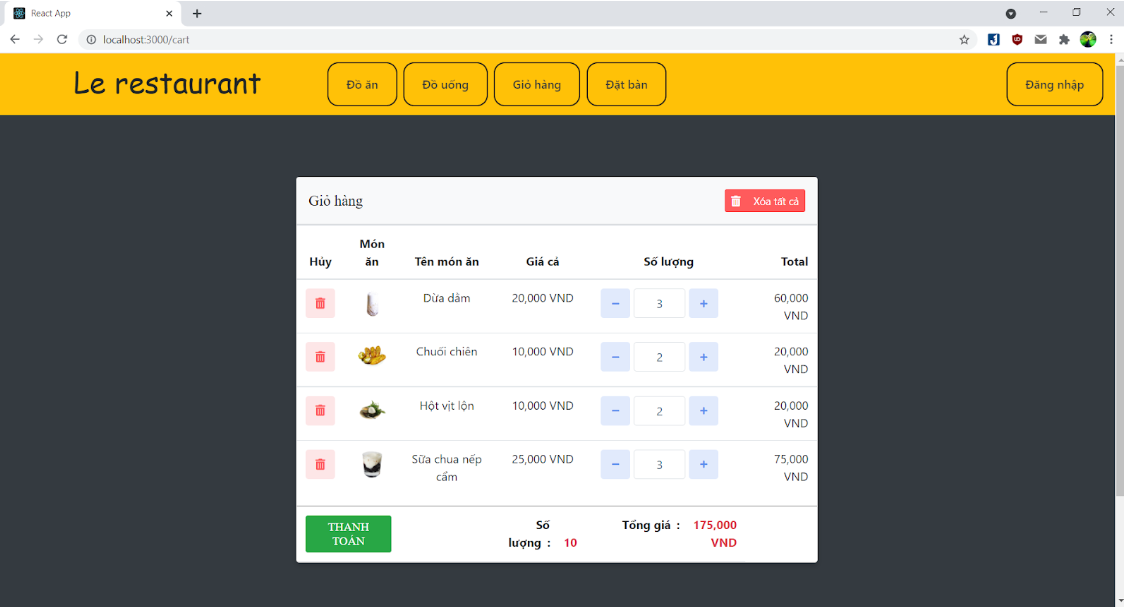 React App
localhost:3000/cart
Le restaurant
Đồ ăn
Đồ uống
Giỏ hàng
Đặt bàn
Đăng nhập
Giỏ hàng
Xóa tất cả
Hủy
Món
ăn
Tên món ăn
Giá cả
Số lượng
Total
Dừa dầm
20,000 VND
3
60,000
VND
Chuối chiên
10,000 VND
2
20,000
VND
Hột vịt lộn
10,000 VND
2
20,000
VND
Sữa chua nếp
cẩm
25,000 VND
3
75,000
VND
THANH
TOÁN
Số
lượng : 10
Tổng giá : 175,000
VND